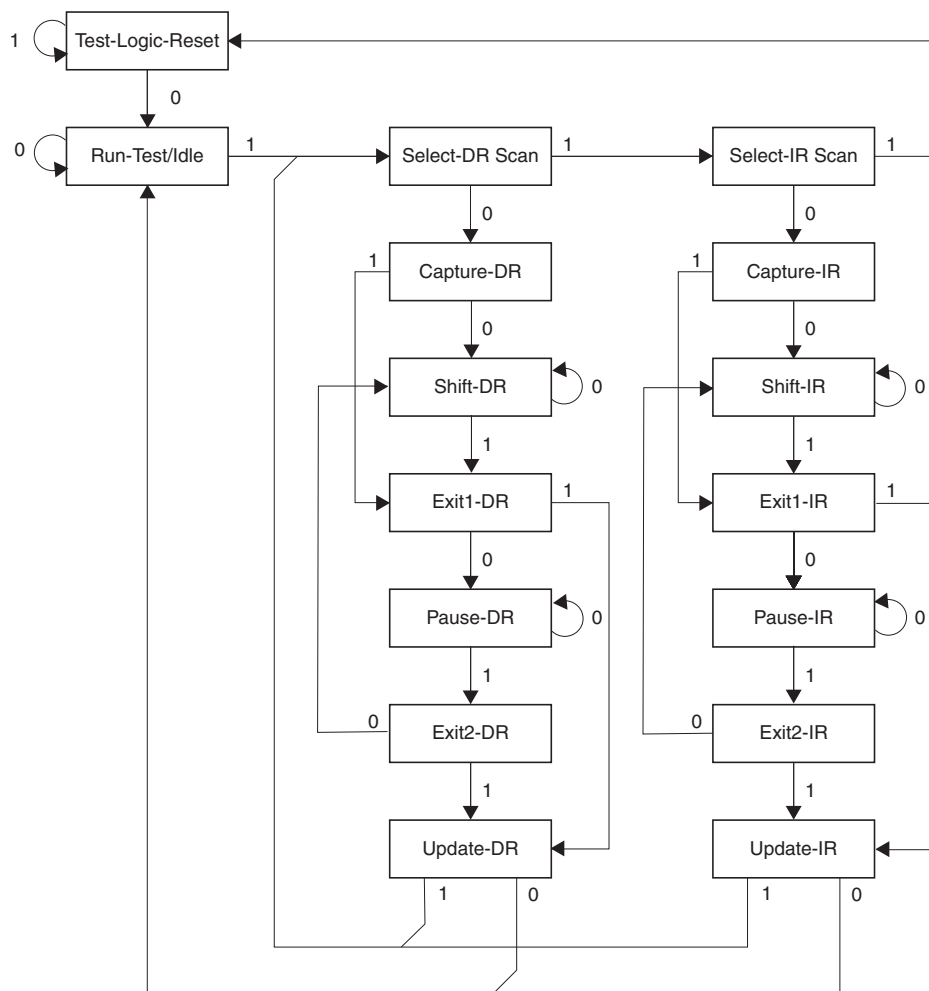 Test-Logic-Reset
1
0
Run-Test/Idle
0
1
Select-DR Scan
1
Select-IR Scan
1
0
0
Capture-DR
1
Capture-IR
1
0
0
Shift-DR
0
Shift-IR
0
1
1
Exit1-DR
1
Exit1-IR
1
0
0
Pause-DR
0
Pause-IR
0
1
1
Exit2-DR
0
Exit2-IR
0
1
1
Update-DR
Update-IR
1
0
1
0